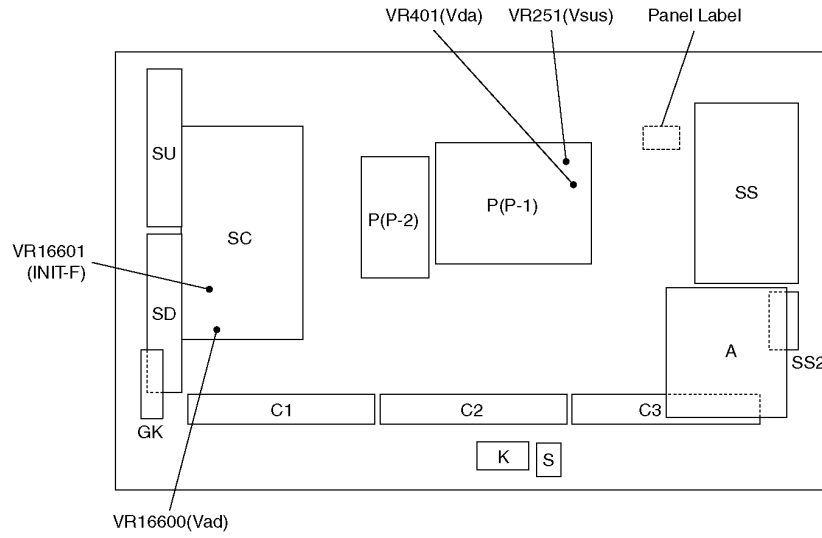 VR401(Vda)
VR251(Vsus)
Panel Label
SU
SC
P(P-2)
P(P-1)
SS
VR16601
(INIT-F)
SD
A
SS2
GK
C1
C2
C3
K
S
VR16600(Vad)